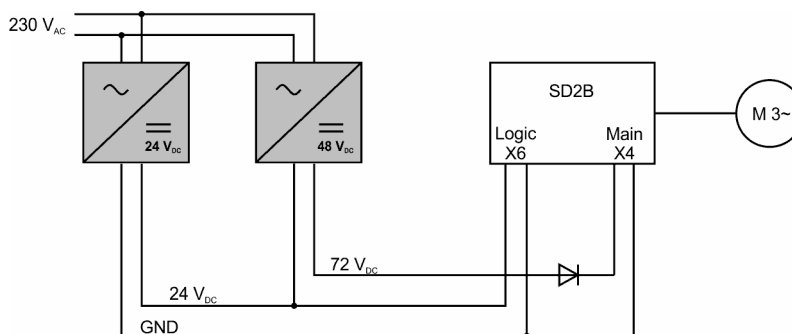 230 VAC
SD2B
M 3~
24 VDC
48 VDC
Logic
Main
X6
X4
72 VDC
24 VDC
GND